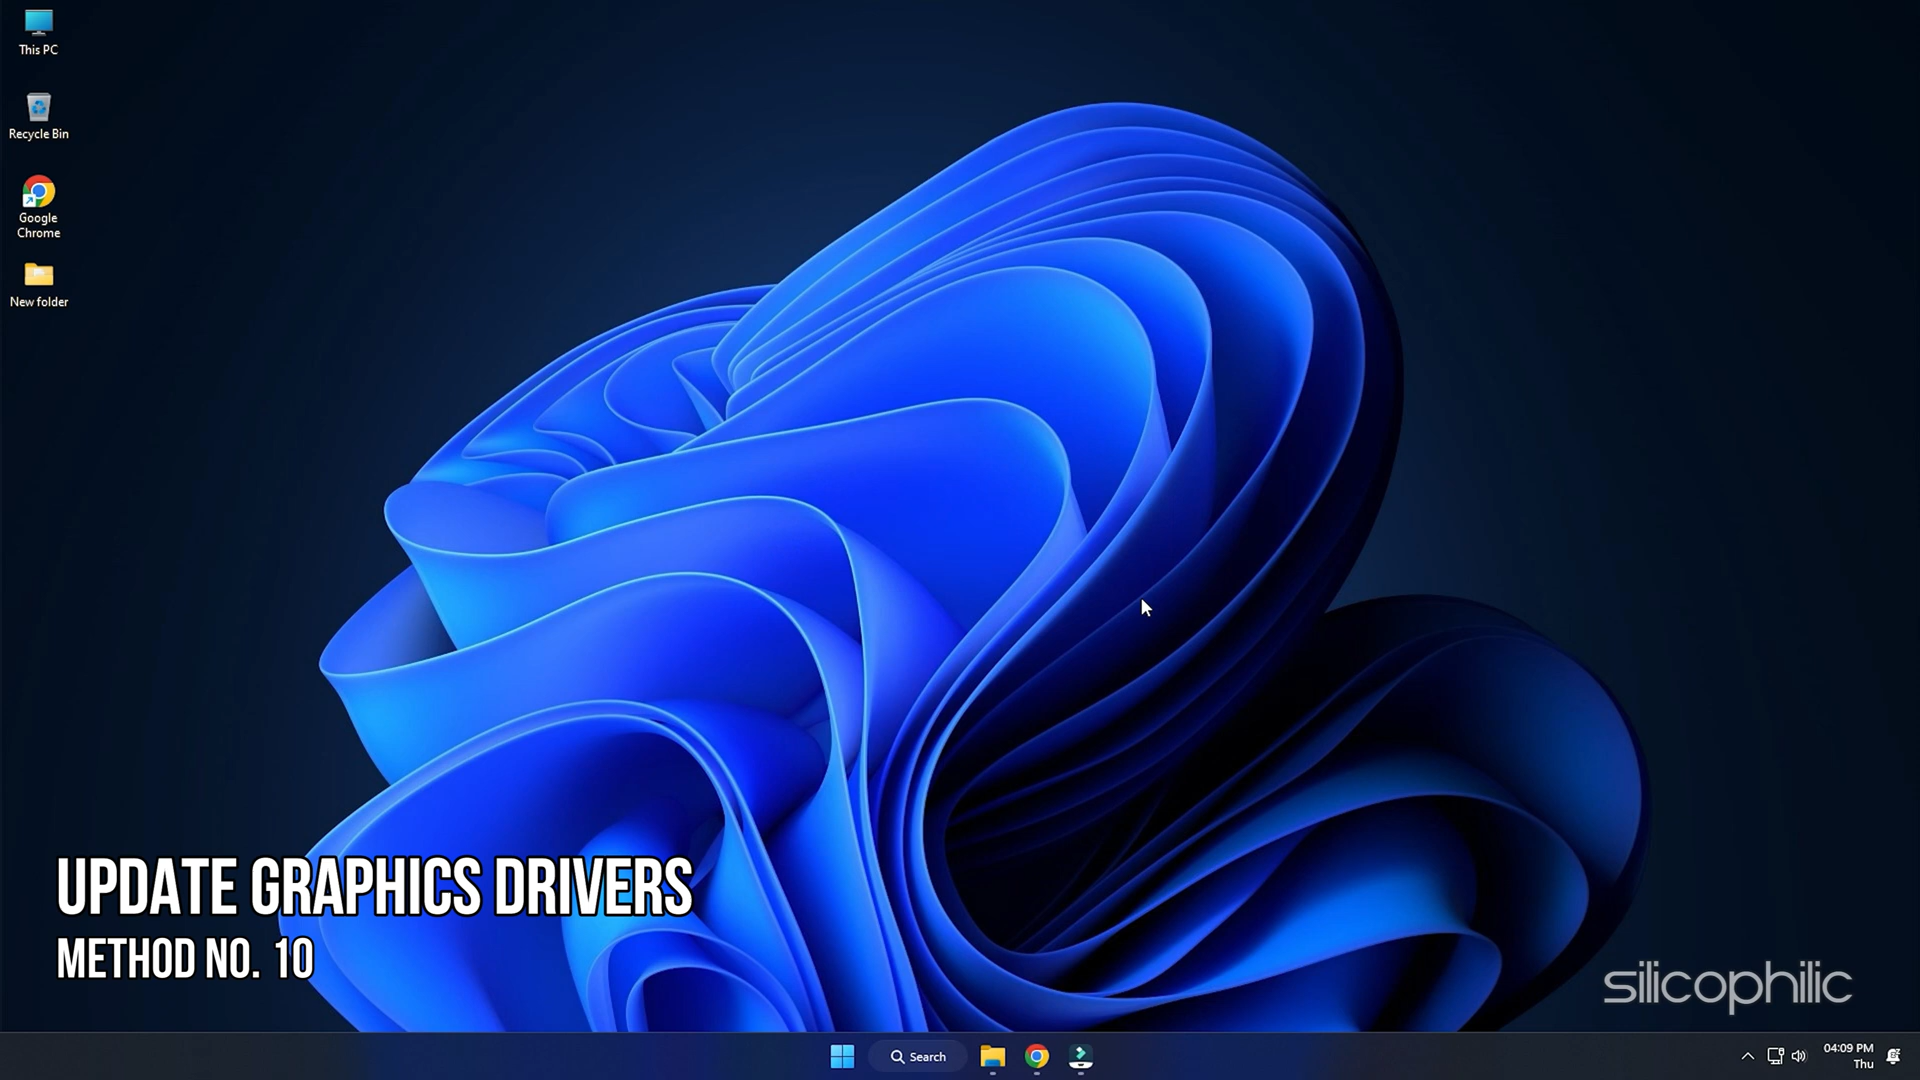 This PC
Recycle Bin
Google
Chrome
New folder
UPDATE GRAPHICS DRIVERS
METHOD NO. 10
silicophilic
Search
04:09 PM
Thu